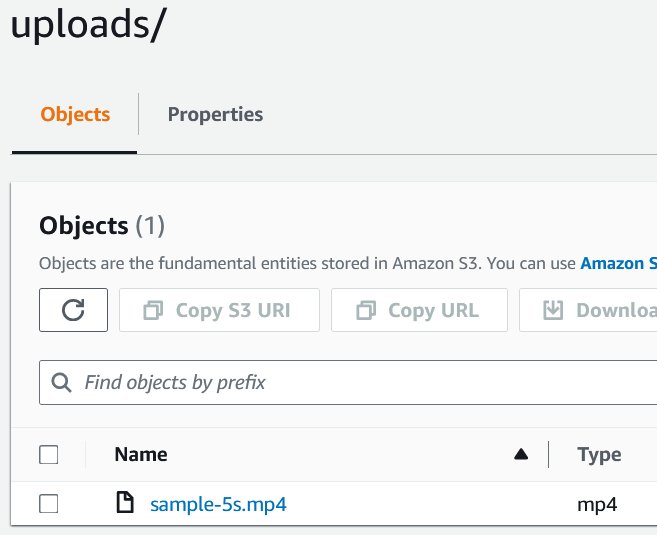 uploads/
Objects
Properties
Objects (1)
Objects are the fundamental entities stored in Amazon S3. You can use Amazon
Copy S3 URI
Copy URL
Find objects by prefix
Name
Type
sample-5s.mp4
mp4